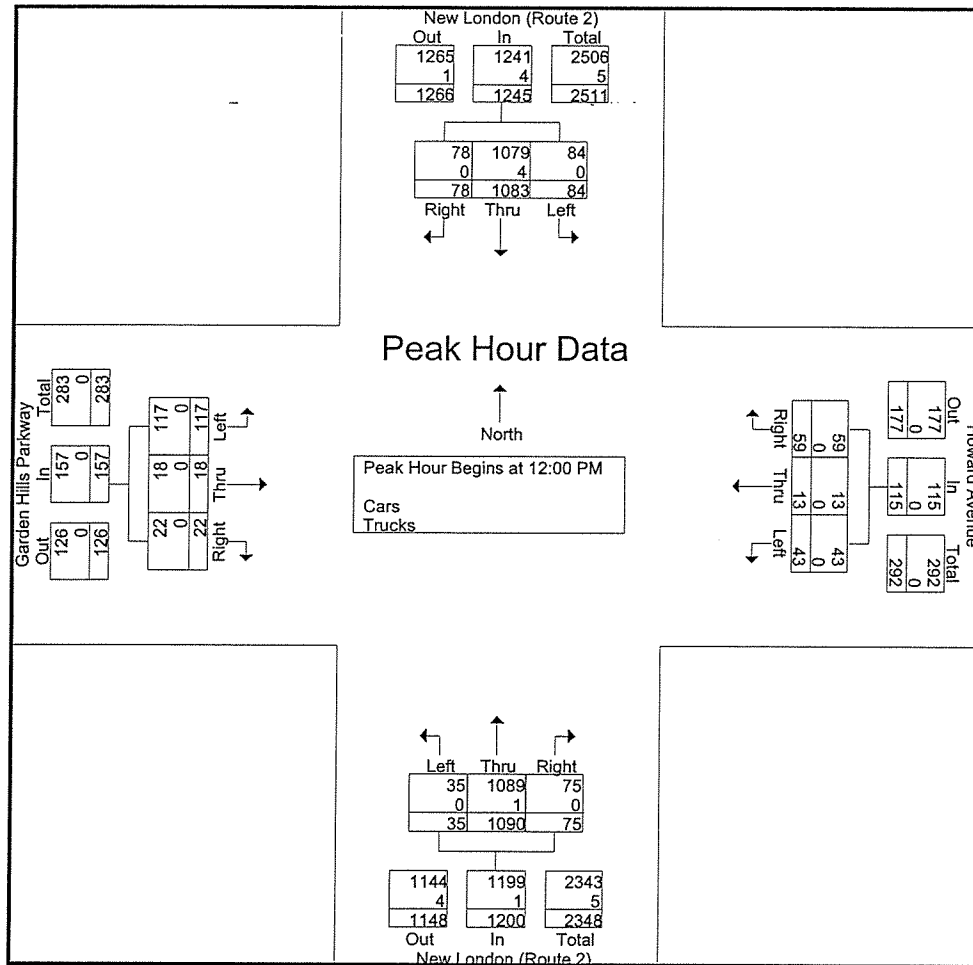 New London (Route 2)
Out In Total
1265 1241 2506
1 4 5
1266 1245 2511
78 1079 84
0 4 0
78 1083 84
Right Thru Left
Peak Hour Data
North
Peak Hour Begins at 12:00 PM
Cars
Trucks
Garden Hills Parkway
Out In Total
126 157 283
0 0 0
126 157 283
117 18 22
0 0 0
117 18 22
Left Thru Right
Howard Avenue
Out In Total
177 115 292
0 0 0
177 115 292
59 13 43
0 0 0
59 13 43
Right Thru Left
Left Thru Right
35 1089 75
0 1 0
35 1090 75
1144 1199 2343
4 1 5
1148 1200 2348
Out In Total
New London (Route 2)